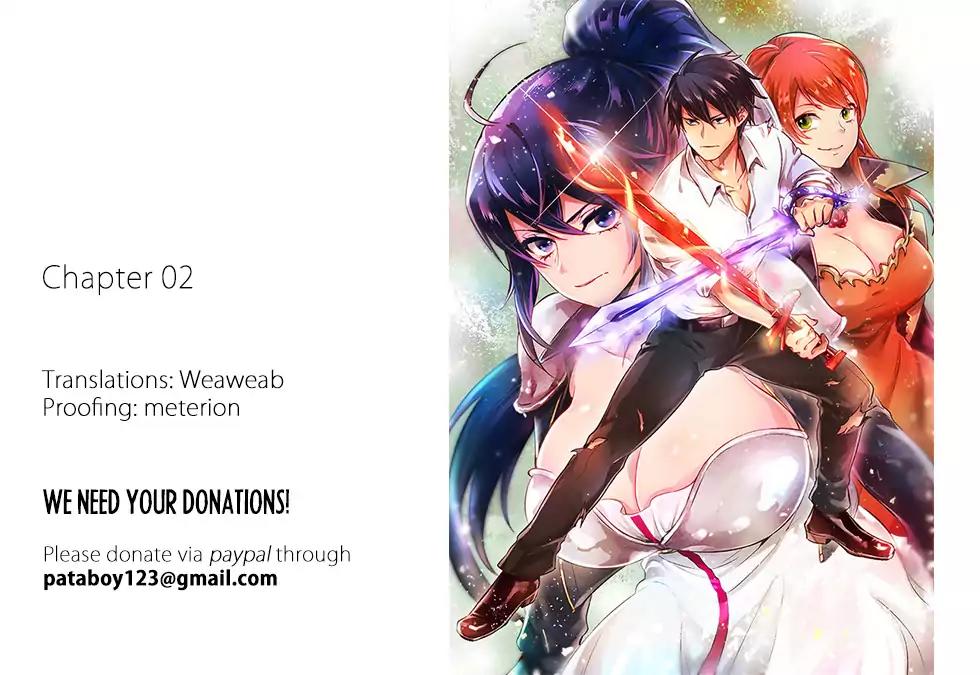 Chapter 02
Translations: Weaweab
Proofing: meterion
WE NEED YOUR DONATIONS!
Please donate via paypal through
pataboy123@gmail.com